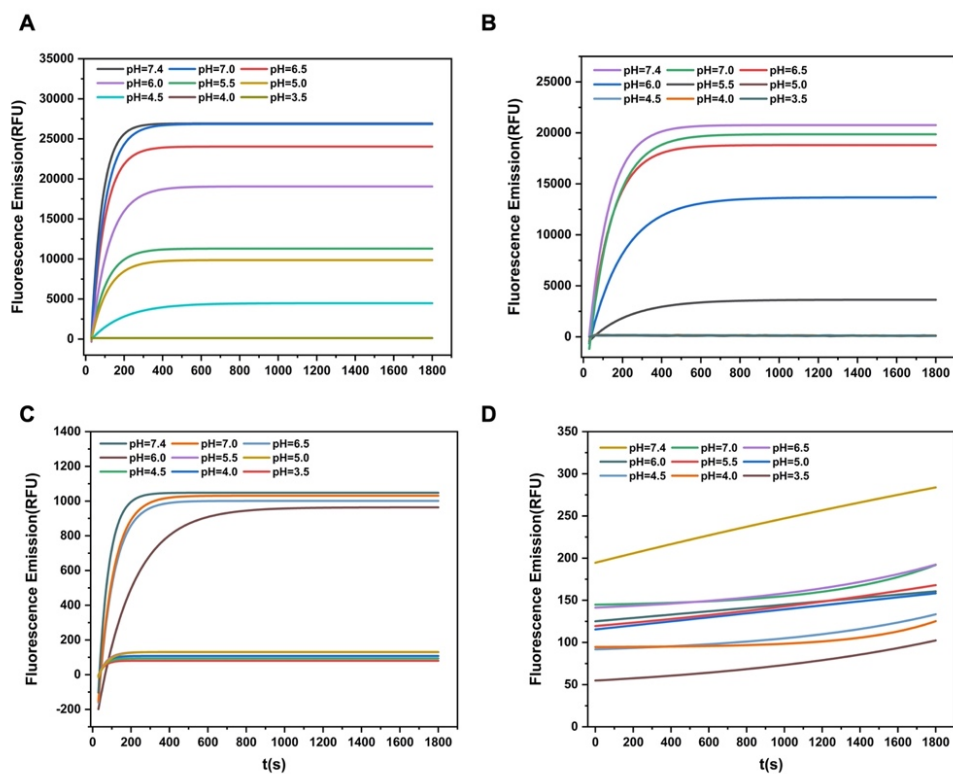 A
Fluorescence Emission(RFU)
35000
30000
25000
20000
15000
10000
5000
0
pH=7.4 pH=7.0 pH=6.5
pH=6.0 pH=5.5 pH=5.0
pH=4.5 pH=4.0 pH=3.5
0 200 400 600 800 1000 1200 1400 1600 1800
B
Fluorescence Emission(RFU)
25000
20000
15000
10000
5000
0
pH=7.4 pH=7.0 pH=6.5
pH=6.0 pH=5.5 pH=5.0
pH=4.5 pH=4.0 pH=3.5
0 200 400 600 800 1000 1200 1400 1600 1800
C
Fluorescence Emission(RFU)
1400
1200
1000
800
600
400
200
0
-200
pH=7.4 pH=7.0 pH=6.5
pH=6.0 pH=5.5 pH=5.0
pH=4.5 pH=4.0 pH=3.5
0 200 400 600 800 1000 1200 1400 1600 1800
t(s)
D
Fluorescence Emission(RFU)
350
300
250
200
150
100
50
0
pH=7.4 pH=7.0 pH=6.5
pH=6.0 pH=5.5 pH=5.0
pH=4.5 pH=4.0 pH=3.5
0 200 400 600 800 1000 1200 1400 1600 1800
t(s)